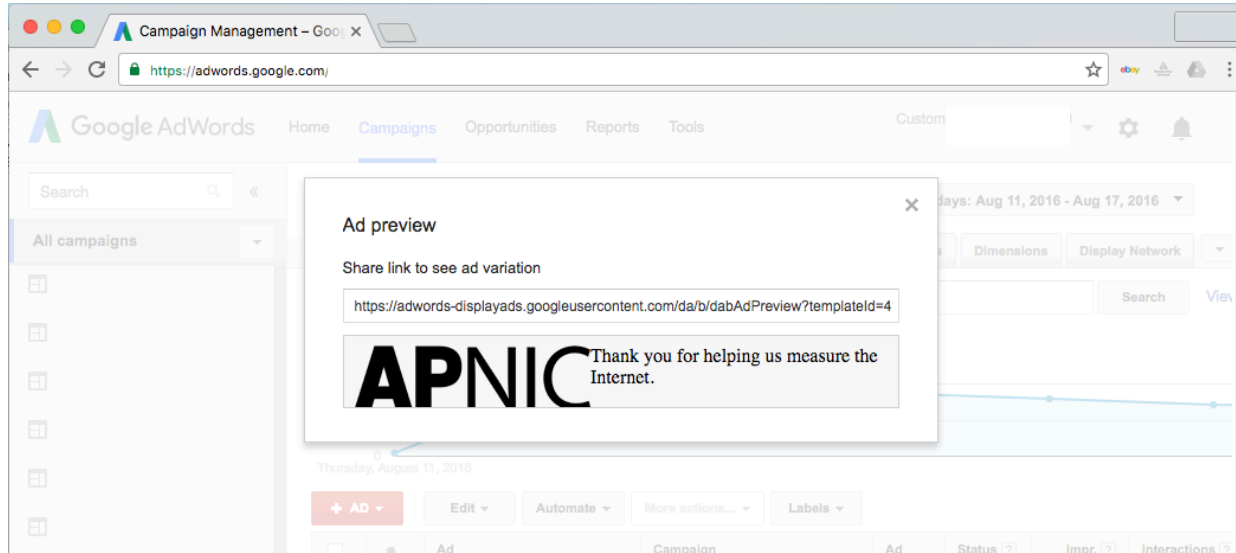 Campaign Management – Goo
https://adwords.google.com/
ebay
Google AdWords Home Campaigns Opportunities Reports Tools Custom
Search
days: Aug 11, 2016 - Aug 17, 2016
All campaigns
Dimensions Display Network
Ad preview
Share link to see ad variation
https://adwords-displayads.googleusercontent.com/da/b/dabAdPreview?templateId=4
Search View
APNIC Thank you for helping us measure the
Internet.
0
Thursday, August 11, 2016
+ AD Edit Automate More actions... Labels
Ad Campaign Ad Status ? Impr. ? Interactions ?